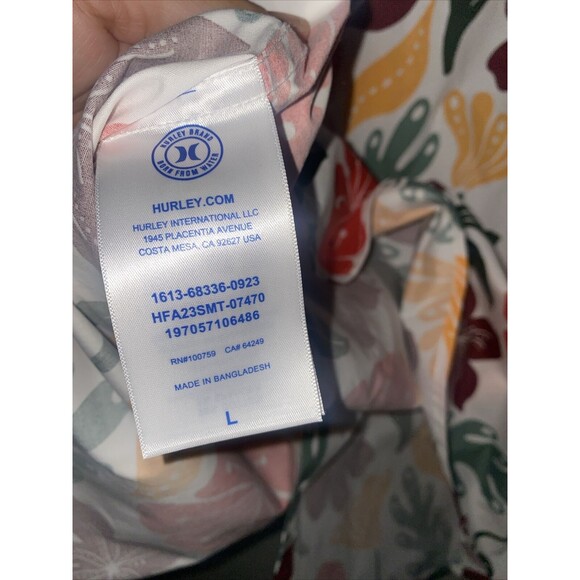 HURLEY BRAND
BORN FROM WATER
HURLEY.COM
HURLEY INTERNATIONAL LLC
1945 PLACENTIA AVENUE
COSTA MESA, CA 92627 USA
1613-68336-0923
HFA23SMT-07470
197057106486
RN#100759 CA# 64249
MADE IN BANGLADESH
L